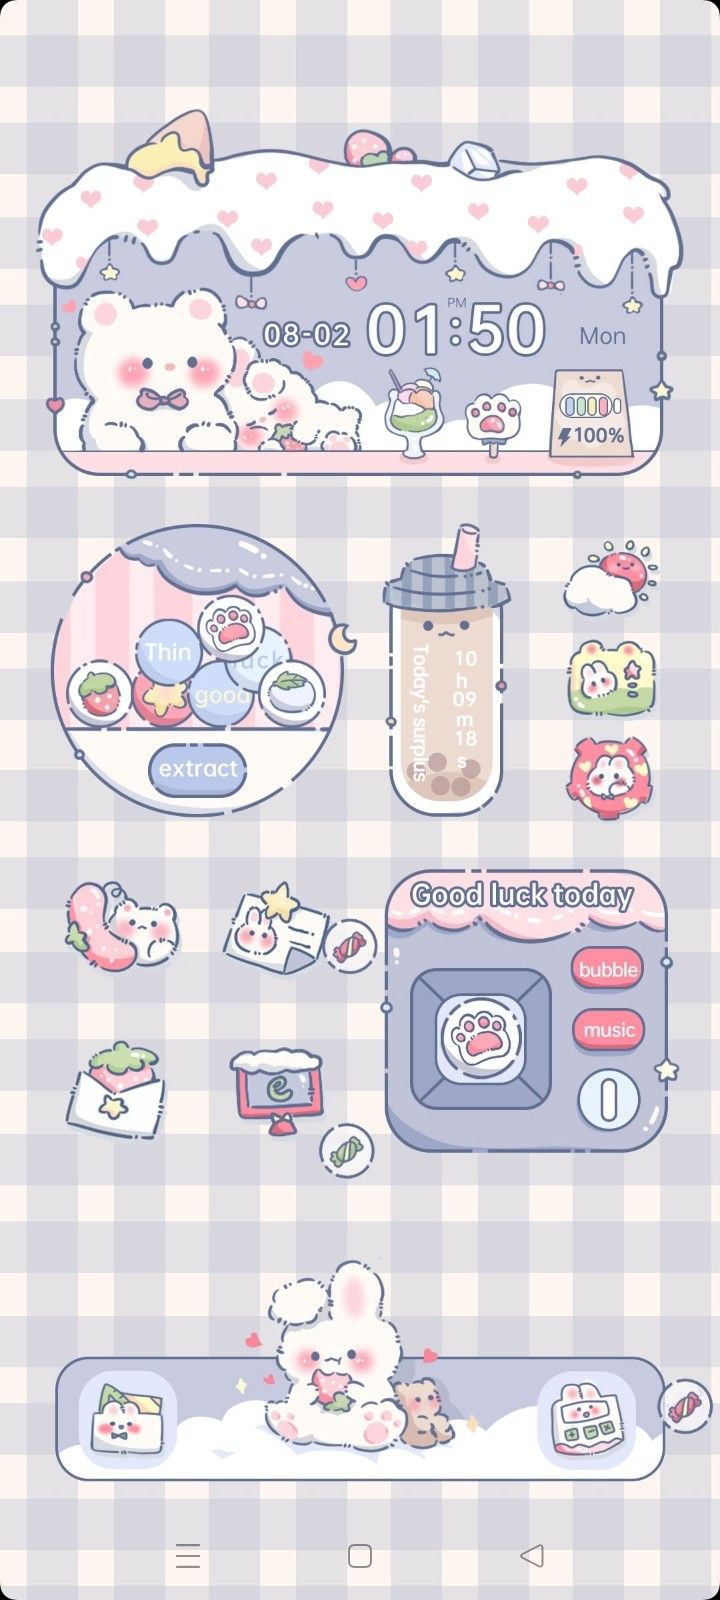 PM
08-02 01:50 Mon
100%
Thin
luck
good
extract
Today's surplus
10
h
09
m
18
s
Good luck today
bubble
music
e